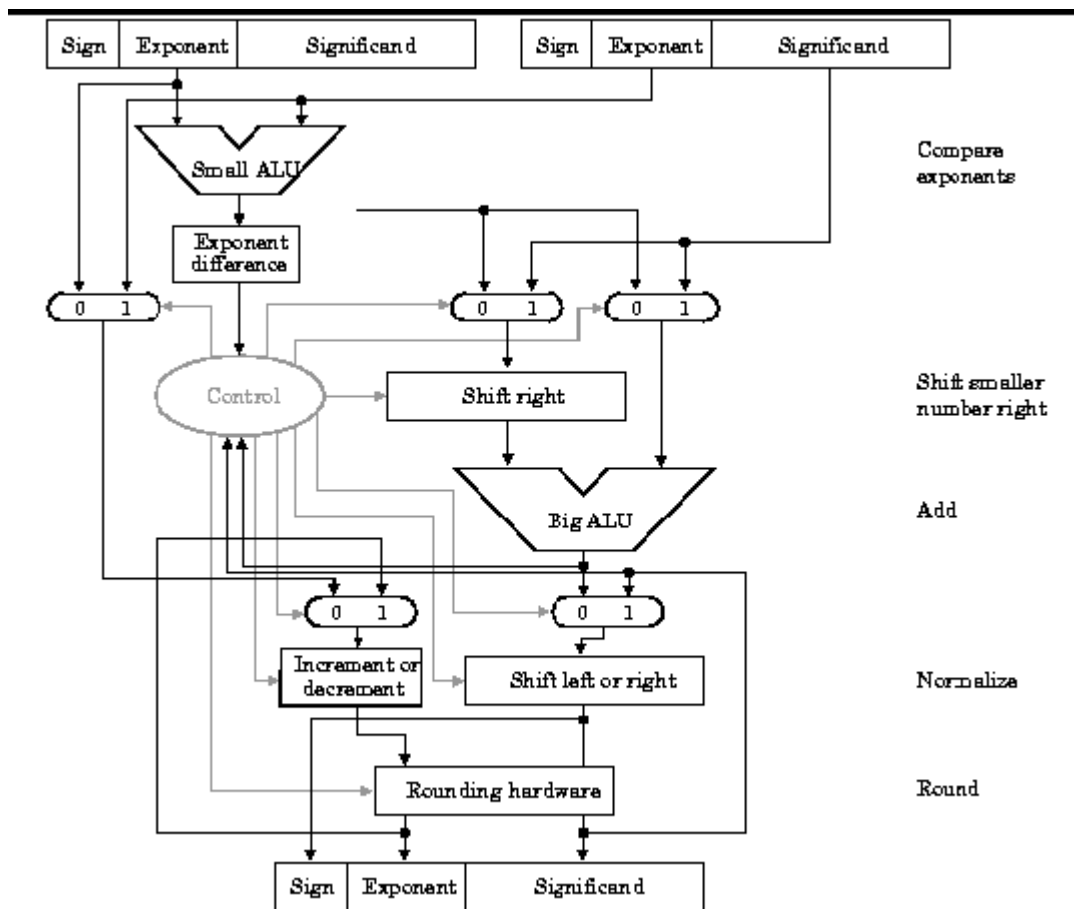 Sign Exponent Significand Sign Exponent Significand
Small ALU
Compare
exponents
Exponent
difference
0 1 0 1 0 1
Control
Shift right
Shift smaller
number right
Big ALU
Add
0 1 0 1
Increment or
decrement
Shift left or right
Normalize
Rounding hardware
Round
Sign Exponent Significand